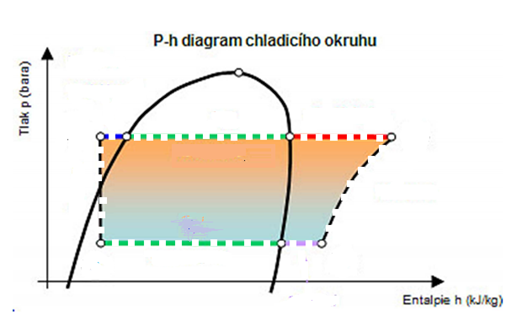 P-h diagram chladicího okruhu
Tlak p (bara)
Entalpie h (kJ/kg)